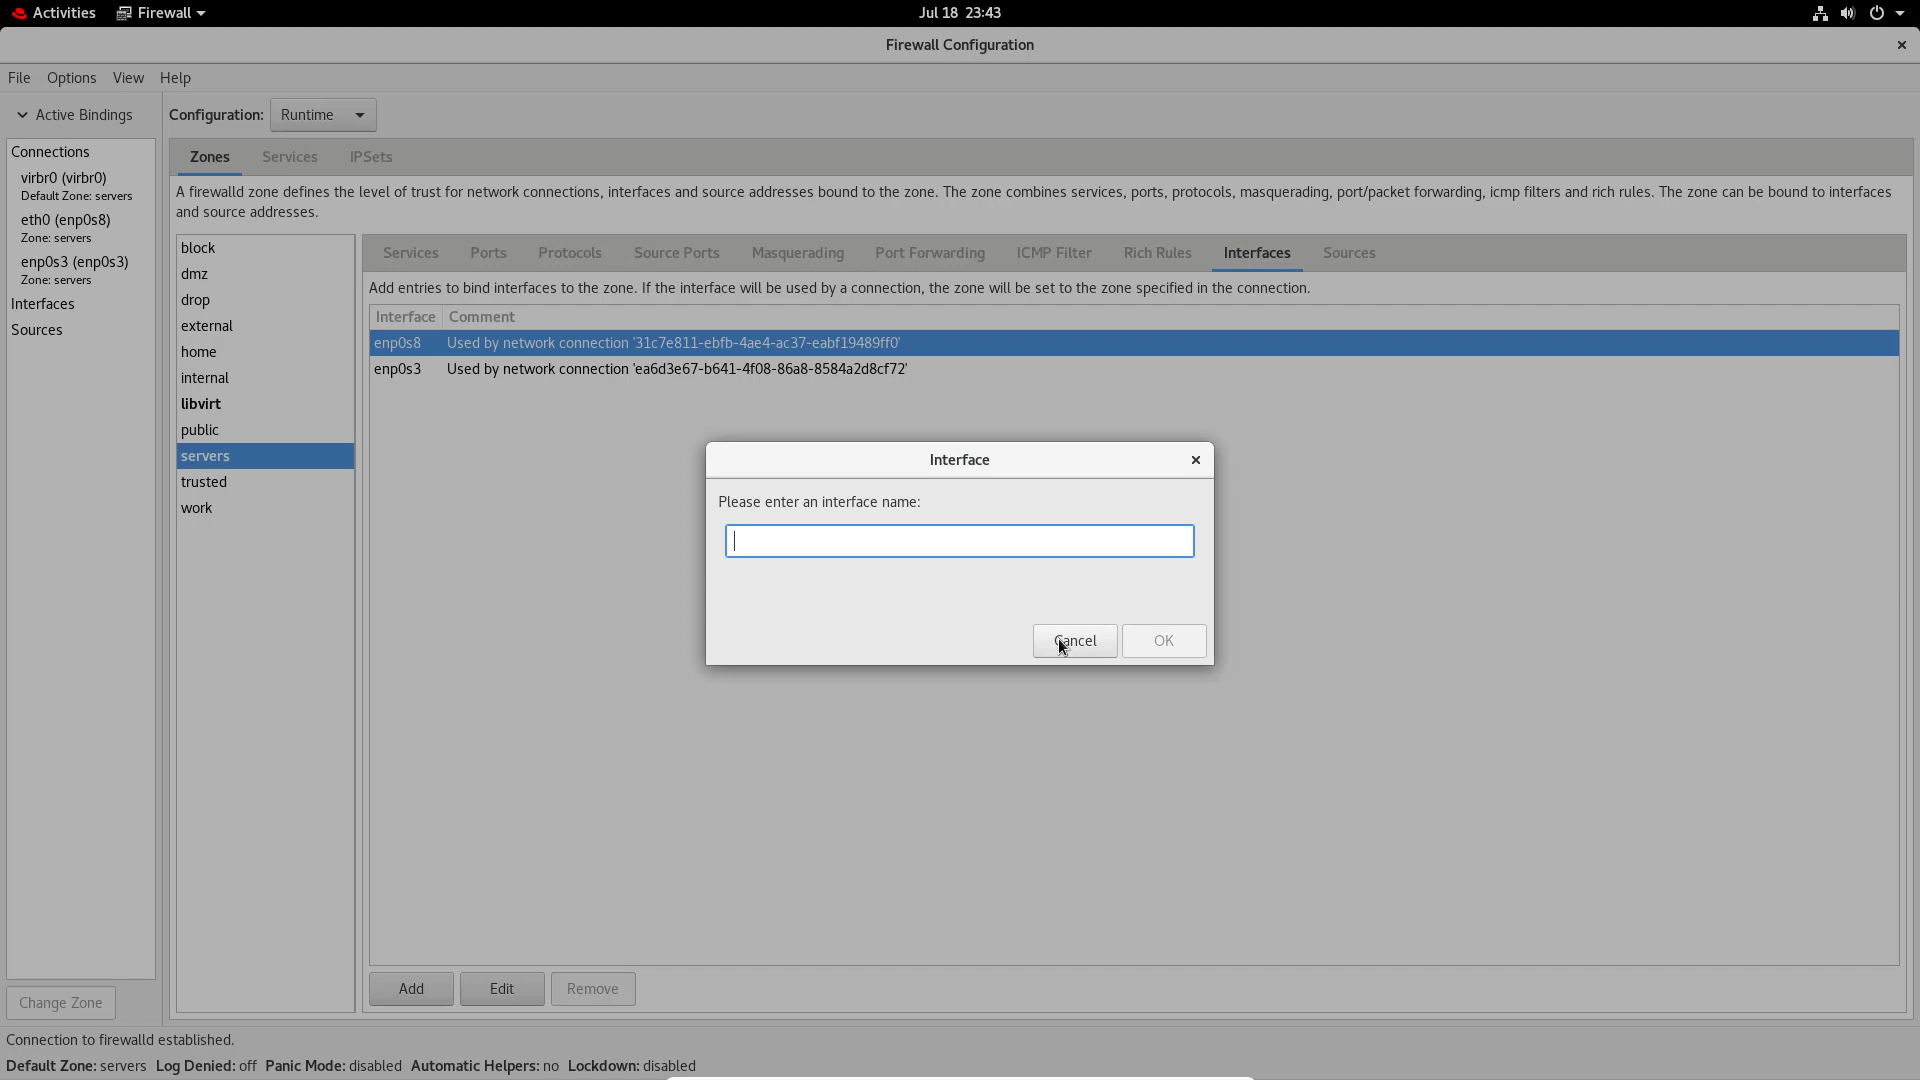 Activities Firewall Jul 18 23:43
Firewall Configuration
File Options View Help
Active Bindings
Configuration: Runtime
Connections
virbr0 (virbr0)
Default Zone: servers
eth0 (enp0s8)
Zone: servers
enp0s3 (enp0s3)
Zone: servers
Interfaces
Sources
Change Zone
Zones Services IPSets
A firewalld zone defines the level of trust for network connections, interfaces and source addresses bound to the zone. The zone combines services, ports, protocols, masquerading, port/packet forwarding, icmp filters and rich rules. The zone can be bound to interfaces
and source addresses.
block
dmz
drop
external
home
internal
libvirt
public
servers
trusted
work
Services Ports Protocols Source Ports Masquerading Port Forwarding ICMP Filter Rich Rules Interfaces Sources
Add entries to bind interfaces to the zone. If the interface will be used by a connection, the zone will be set to the zone specified in the connection.
Interface Comment
enp0s8 Used by network connection '31c7e811-ebfb-4ae4-ac37-eabf19489ff0'
enp0s3 Used by network connection 'ea6d3e67-b641-4f08-86a8-8584a2d8cf72'
Interface
Please enter an interface name:
Cancel OK
Add Edit Remove
Connection to firewalld established.
Default Zone: servers Log Denied: off Panic Mode: disabled Automatic Helpers: no Lockdown: disabled